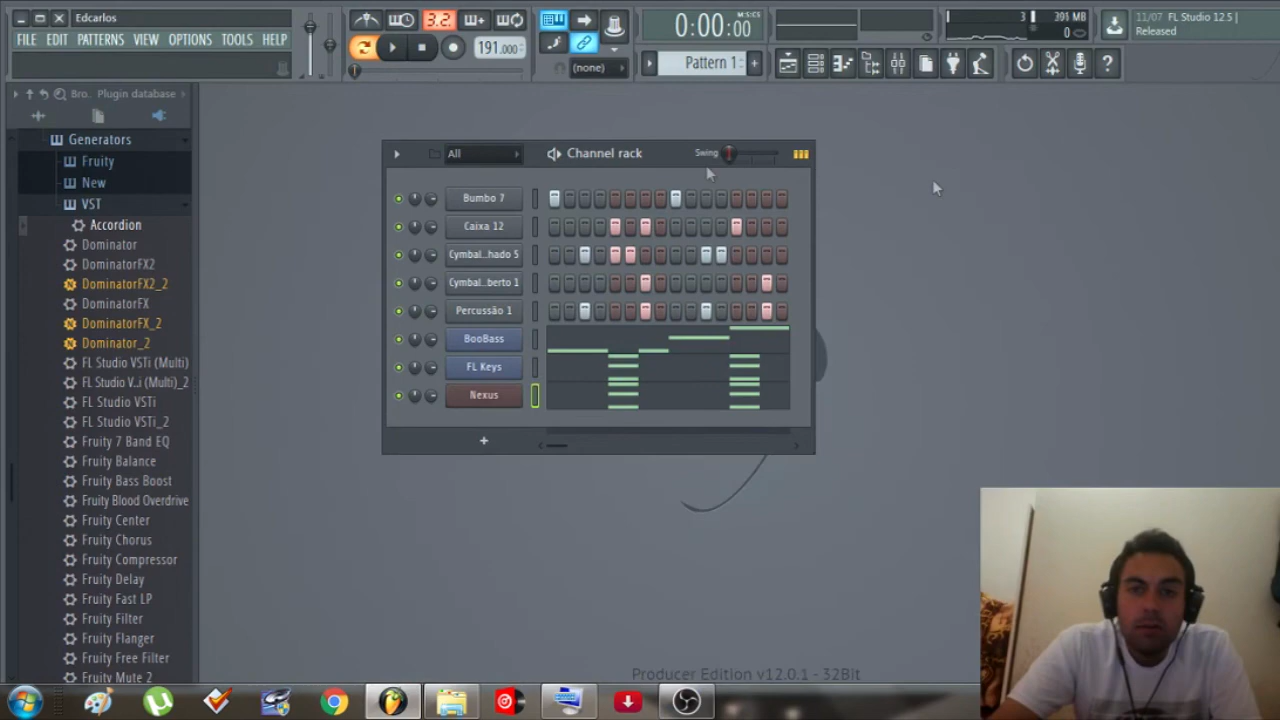 Edcarlos
FILE EDIT PATTERNS VIEW OPTIONS TOOLS HELP
3.2.
191.000
(none)
0:00:00
M:S:CS
Pattern 1
3
396 MB
0
11/07 FL Studio 12.5 |
Released
Bro.. Plugin database
Generators
Fruity
New
VST
Accordion
Dominator
DominatorFX2
DominatorFX2_2
DominatorFX
DominatorFX_2
Dominator_2
FL Studio VSTi (Multi)
FL Studio V..i (Multi)_2
FL Studio VSTi
FL Studio VSTi_2
Fruity 7 Band EQ
Fruity Balance
Fruity Bass Boost
Fruity Blood Overdrive
Fruity Center
Fruity Chorus
Fruity Compressor
Fruity Delay
Fruity Fast LP
Fruity Filter
Fruity Flanger
Fruity Free Filter
Fruity Mute 2
All
Channel rack
Swing
Bumbo 7
Caixa 12
Cymbal...hado 5
Cymbal...berto 1
Percussão 1
BooBass
FL Keys
Nexus
+
Producer Edition v12.0.1 - 32Bit